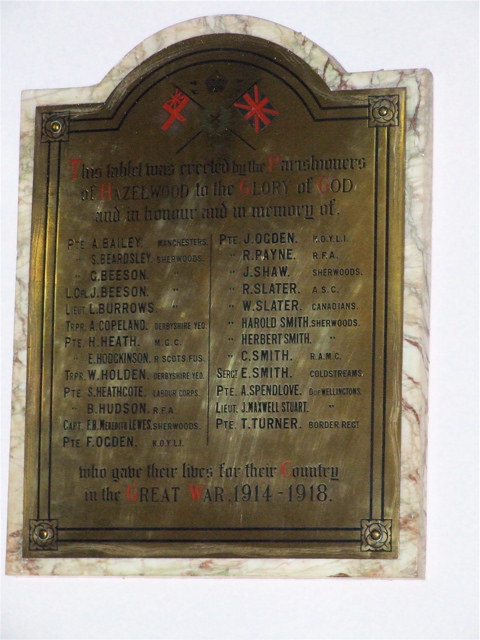 This tablet was erected by the Parishioners
of HAZELWOOD to the GLORY of GOD
and in honour and in memory of.
PTE A. BAILEY. MANCHESTERS.
" S. BEARDSLEY. SHERWOODS.
" C. BEESON. "
L. CPL J. BEESON. "
LIEUT L. BURROWS. "
TRPR. A. COPELAND. DERBYSHIRE YEO.
PTE H. HEATH. M.G.C.
" E. HODGKINSON. R. SCOTS FUS.
TRPR. W. HOLDEN. DERBYSHIRE YEO.
PTE S. HEATHCOTE. LABOUR CORPS.
" B. HUDSON. R.F.A.
CAPT. F.H. MEREDITH LEWES. SHERWOODS.
PTE F. OGDEN. K.O.Y.L.I.
PTE J. OGDEN. K.O.Y.L.I.
" R. PAYNE. R.F.A.
" J. SHAW. SHERWOODS.
" R. SLATER. A.S.C.
" W. SLATER. CANADIANS.
" HAROLD SMITH. SHERWOODS.
" HERBERT SMITH. "
" C. SMITH. R.A.M.C.
SERGT E. SMITH. COLDSTREAMS.
PTE A. SPENDLOVE. D. OF WELLINGTONS.
LIEUT. J. MAXWELL STUART. "
PTE T. TURNER. BORDER REGT.
who gave their lives for their Country
in the GREAT WAR. 1914 - 1918.